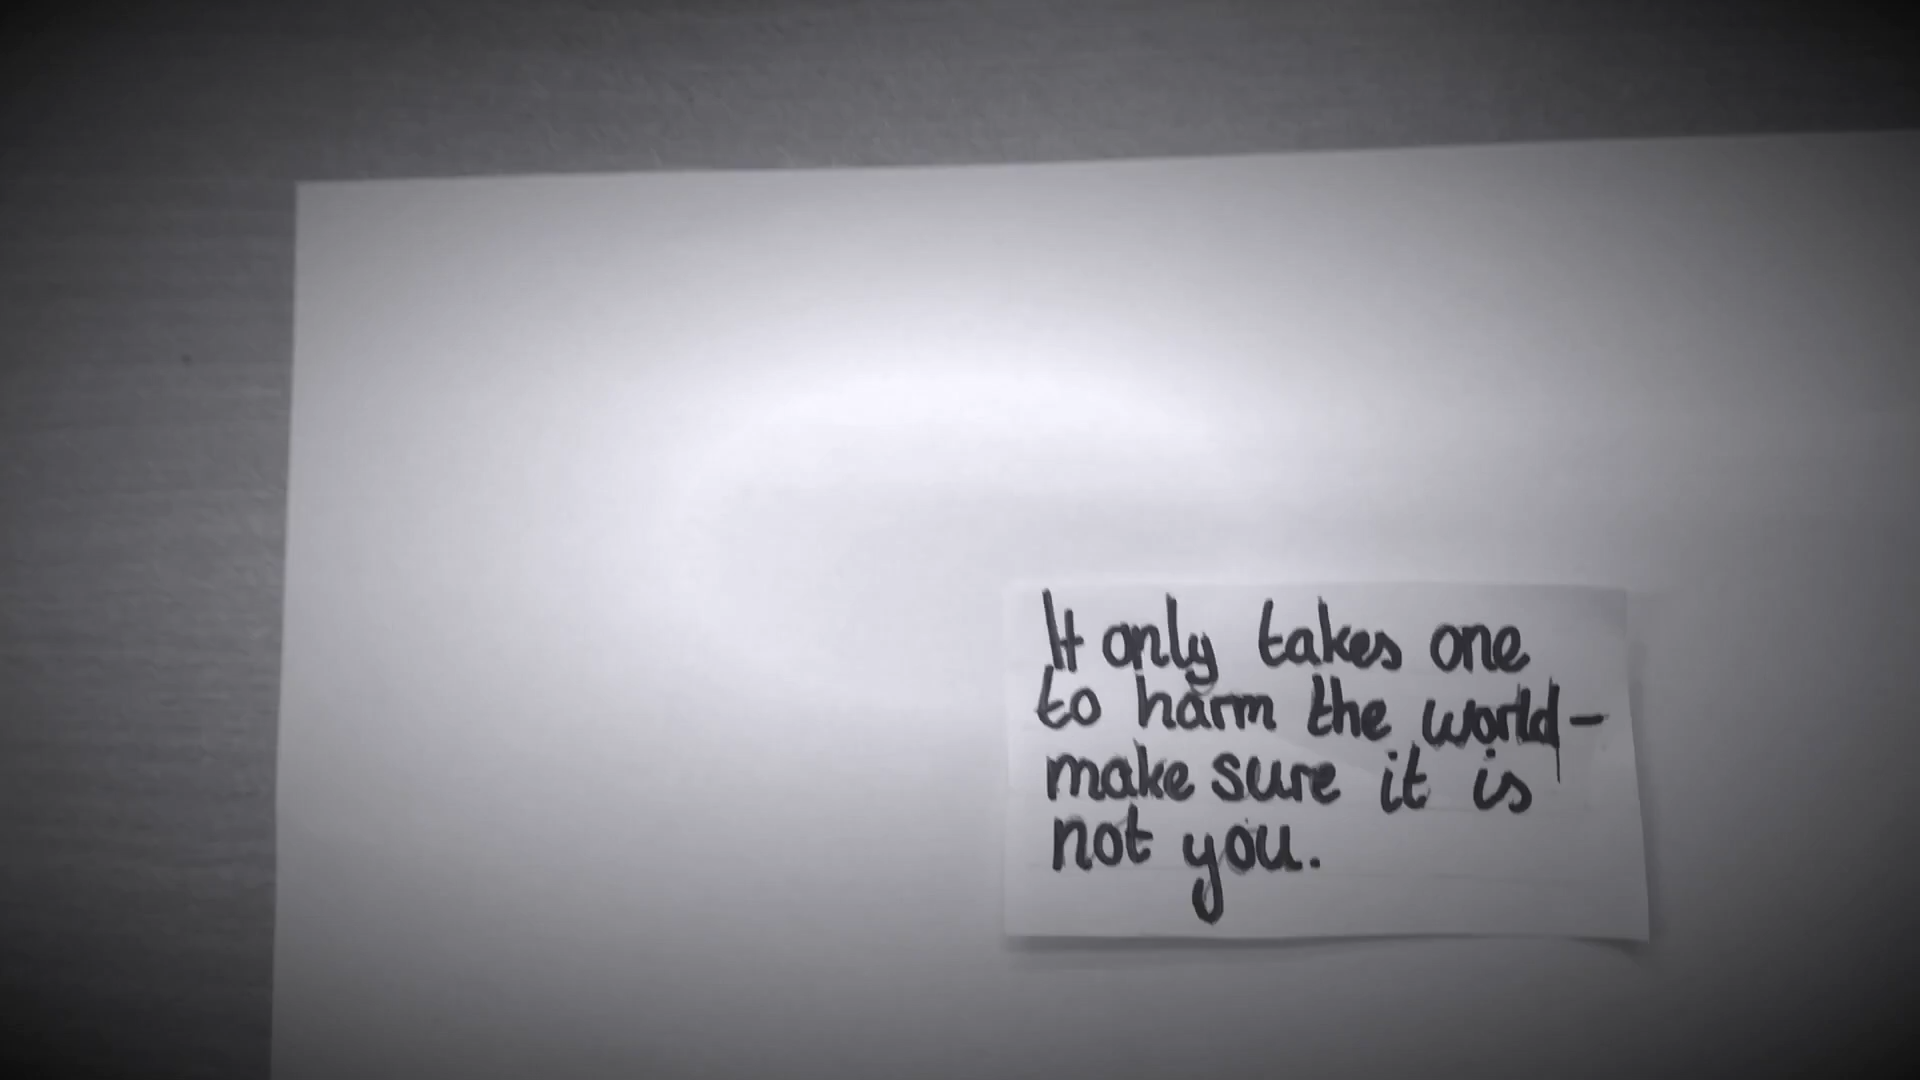 It only takes one
to harm the world-
make sure it is
not you.